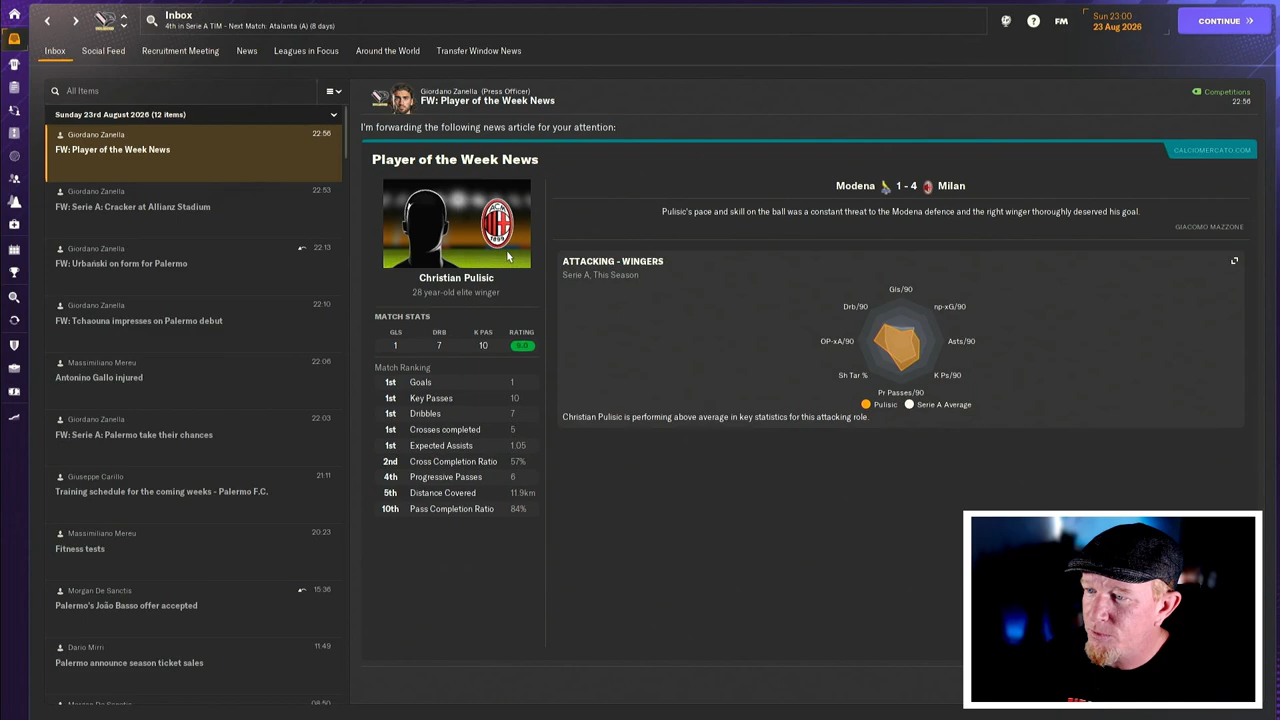 Inbox
4th in Serie A TIM - Next Match: Atalanta (A) (8 days)
FM
Sun 23:00
23 Aug 2026
CONTINUE
Inbox
Social Feed
Recruitment Meeting
News
Leagues in Focus
Around the World
Transfer Window News
All Items
Sunday 23rd August 2026 (12 items)
Giordano Zanella 22:56
FW: Player of the Week News
Giordano Zanella 22:53
FW: Serie A: Cracker at Allianz Stadium
Giordano Zanella 22:13
FW: Urbański on form for Palermo
Giordano Zanella 22:10
FW: Tchaouna impresses on Palermo debut
Massimiliano Mereu 22:06
Antonino Gallo injured
Giordano Zanella 22:03
FW: Serie A: Palermo take their chances
Giuseppe Carillo 21:11
Training schedule for the coming weeks - Palermo F.C.
Massimiliano Mereu 20:23
Fitness tests
Morgan De Sanctis 15:36
Palermo's João Basso offer accepted
Dario Mirri 11:49
Palermo announce season ticket sales
Giordano Zanella (Press Officer)
FW: Player of the Week News
Competitions
22:56
I'm forwarding the following news article for your attention:
CALCIOMERCATO.COM
Player of the Week News
ACM
1899
Christian Pulisic
28 year-old elite winger
MATCH STATS
GLS DRB K PAS RATING
1 7 10 9.0
Match Ranking
1st Goals 1
1st Key Passes 10
1st Dribbles 7
1st Crosses completed 5
1st Expected Assists 1.05
2nd Cross Completion Ratio 57%
4th Progressive Passes 6
5th Distance Covered 11.9km
10th Pass Completion Ratio 84%
Modena 1 - 4 Milan
Pulisic's pace and skill on the ball was a constant threat to the Modena defence and the right winger thoroughly deserved his goal.
GIACOMO MAZZONE
ATTACKING - WINGERS
Serie A, This Season
Gls/90
Drb/90 np-xG/90
OP-xA/90 Asts/90
Sh Tar % K Ps/90
Pr Passes/90
Pulisic Serie A Average
Christian Pulisic is performing above average in key statistics for this attacking role.